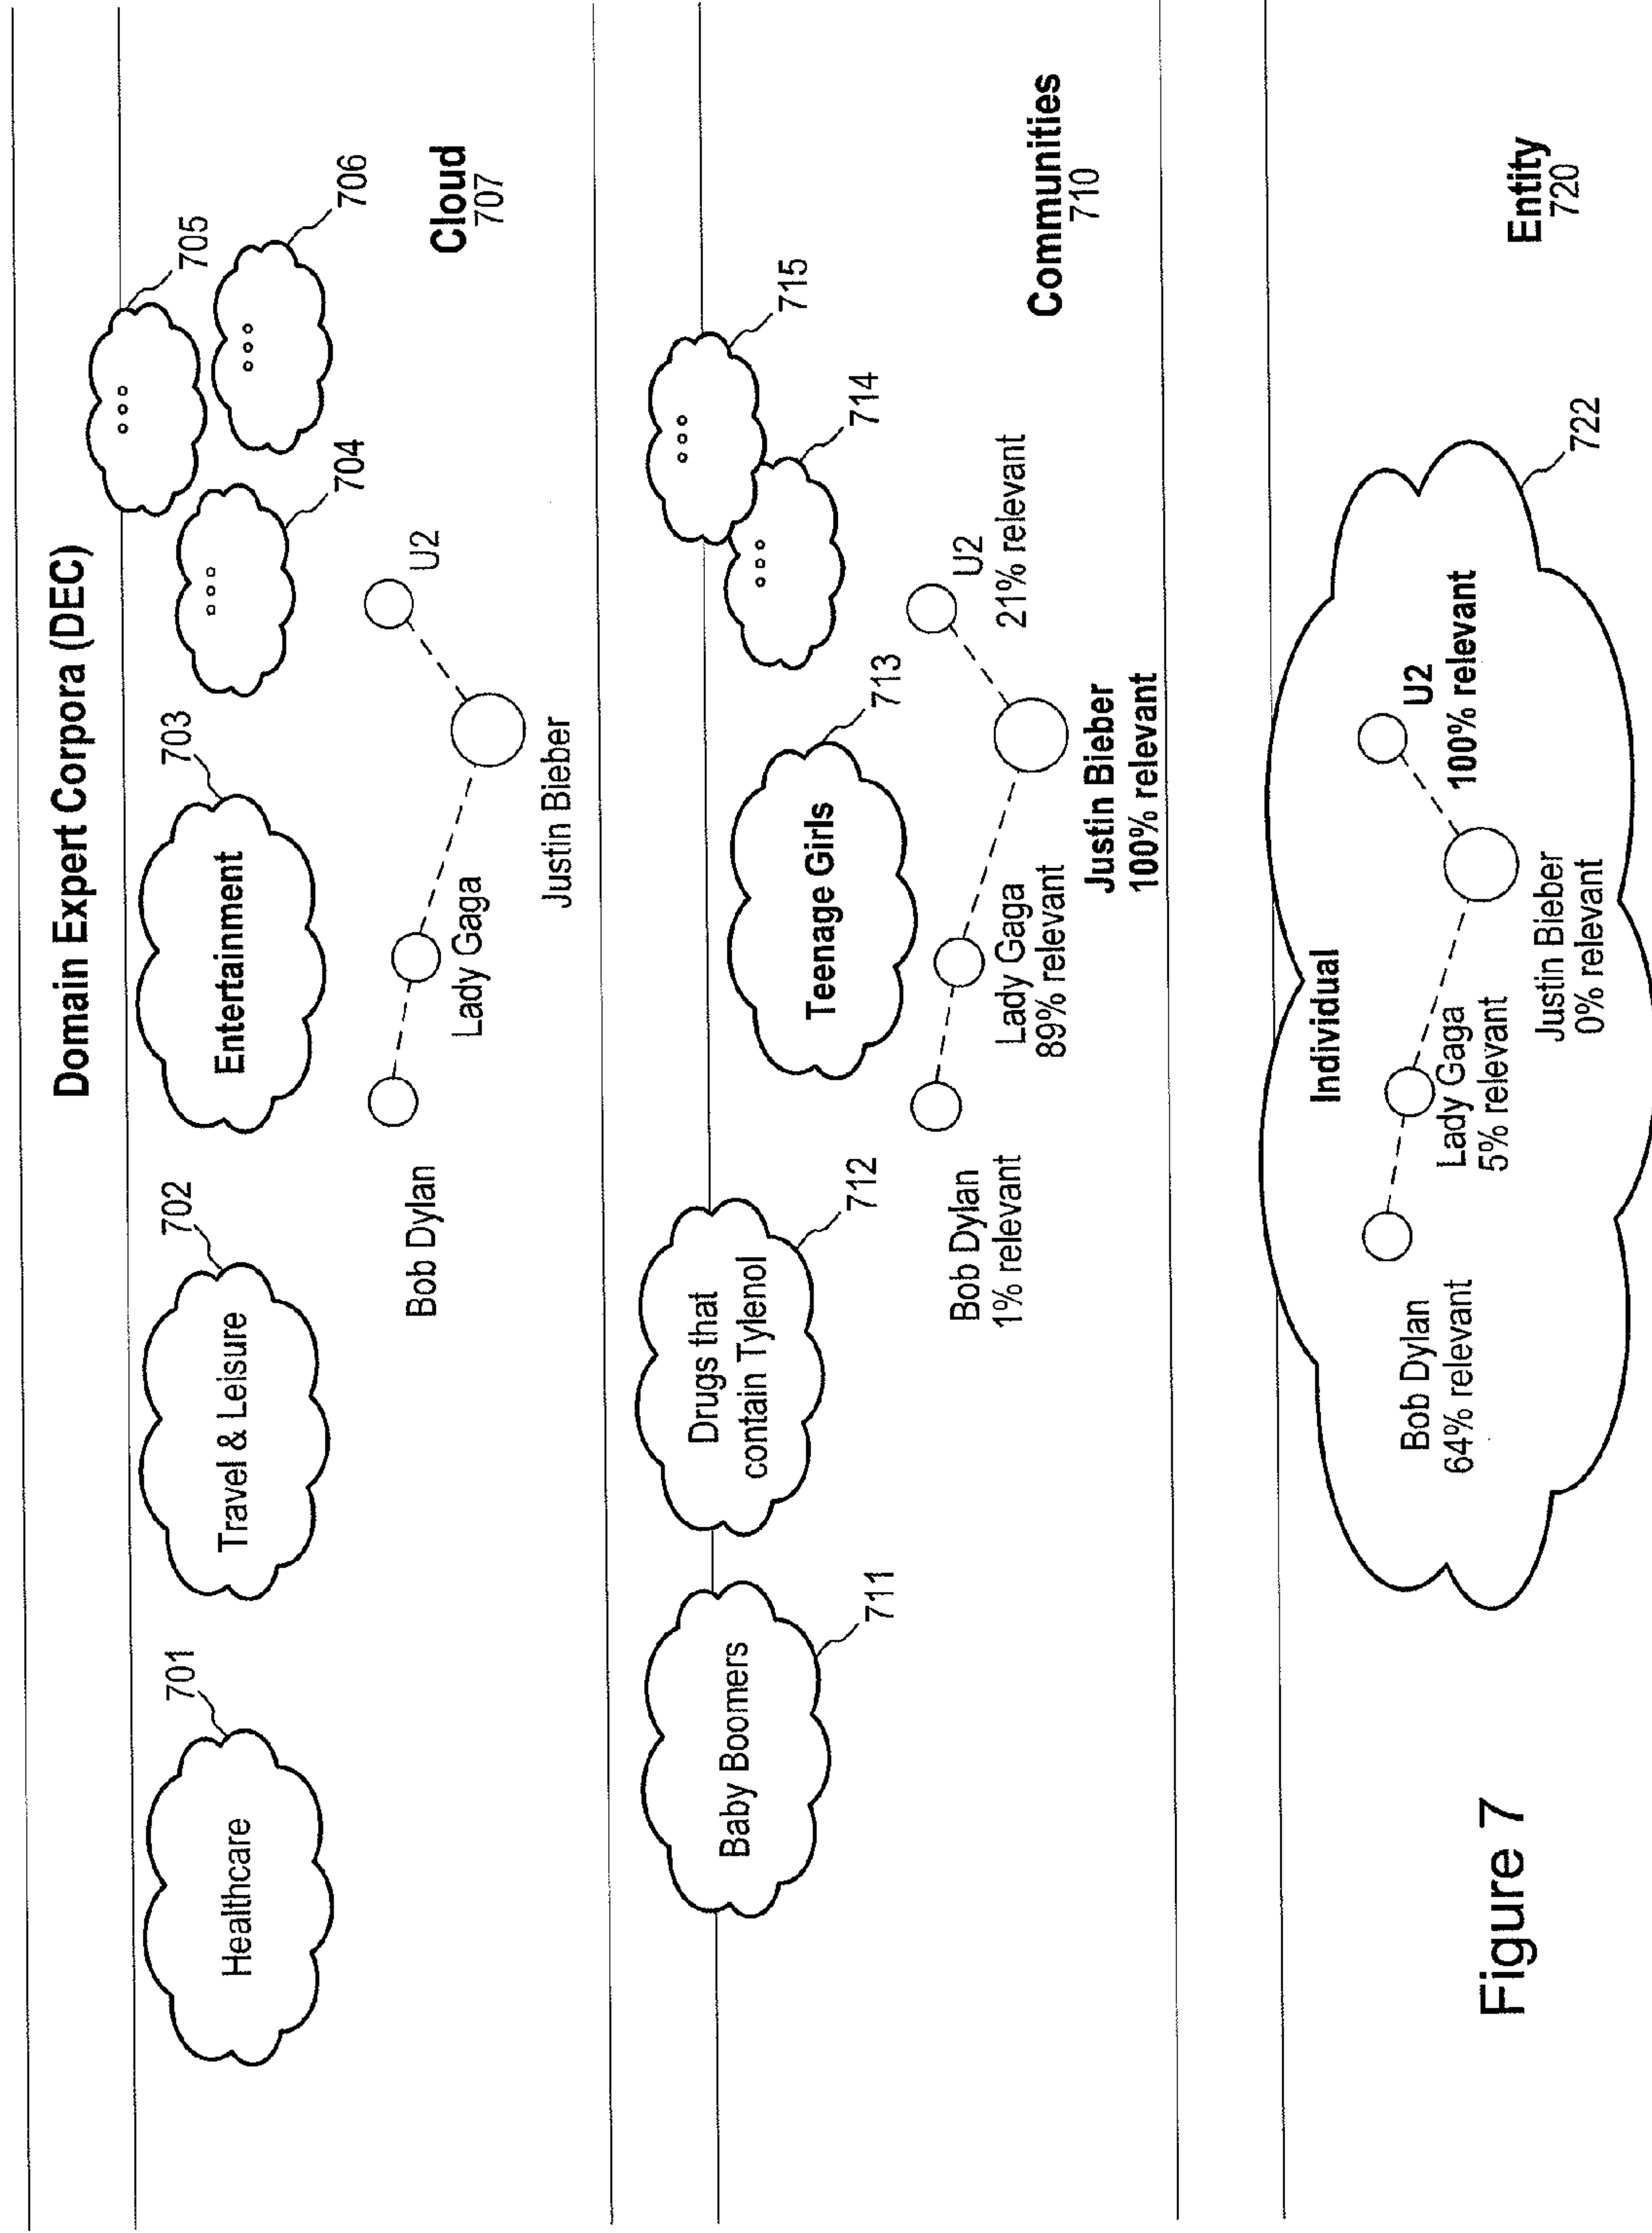 Domain Expert Corpora (DEC)
701
702
703
704
705
706
Healthcare
Travel & Leisure
Entertainment
...
...
...
Cloud
707
Bob Dylan
Lady Gaga
Justin Bieber
U2
Baby Boomers
711
Drugs that
contain Tylenol
712
Teenage Girls
713
...
714
...
715
Communities
710
Bob Dylan
1% relevant
Lady Gaga
89% relevant
Justin Bieber
100% relevant
U2
21% relevant
Individual
Bob Dylan
64% relevant
Lady Gaga
5% relevant
Justin Bieber
0% relevant
U2
100% relevant
722
Entity
720
Figure 7